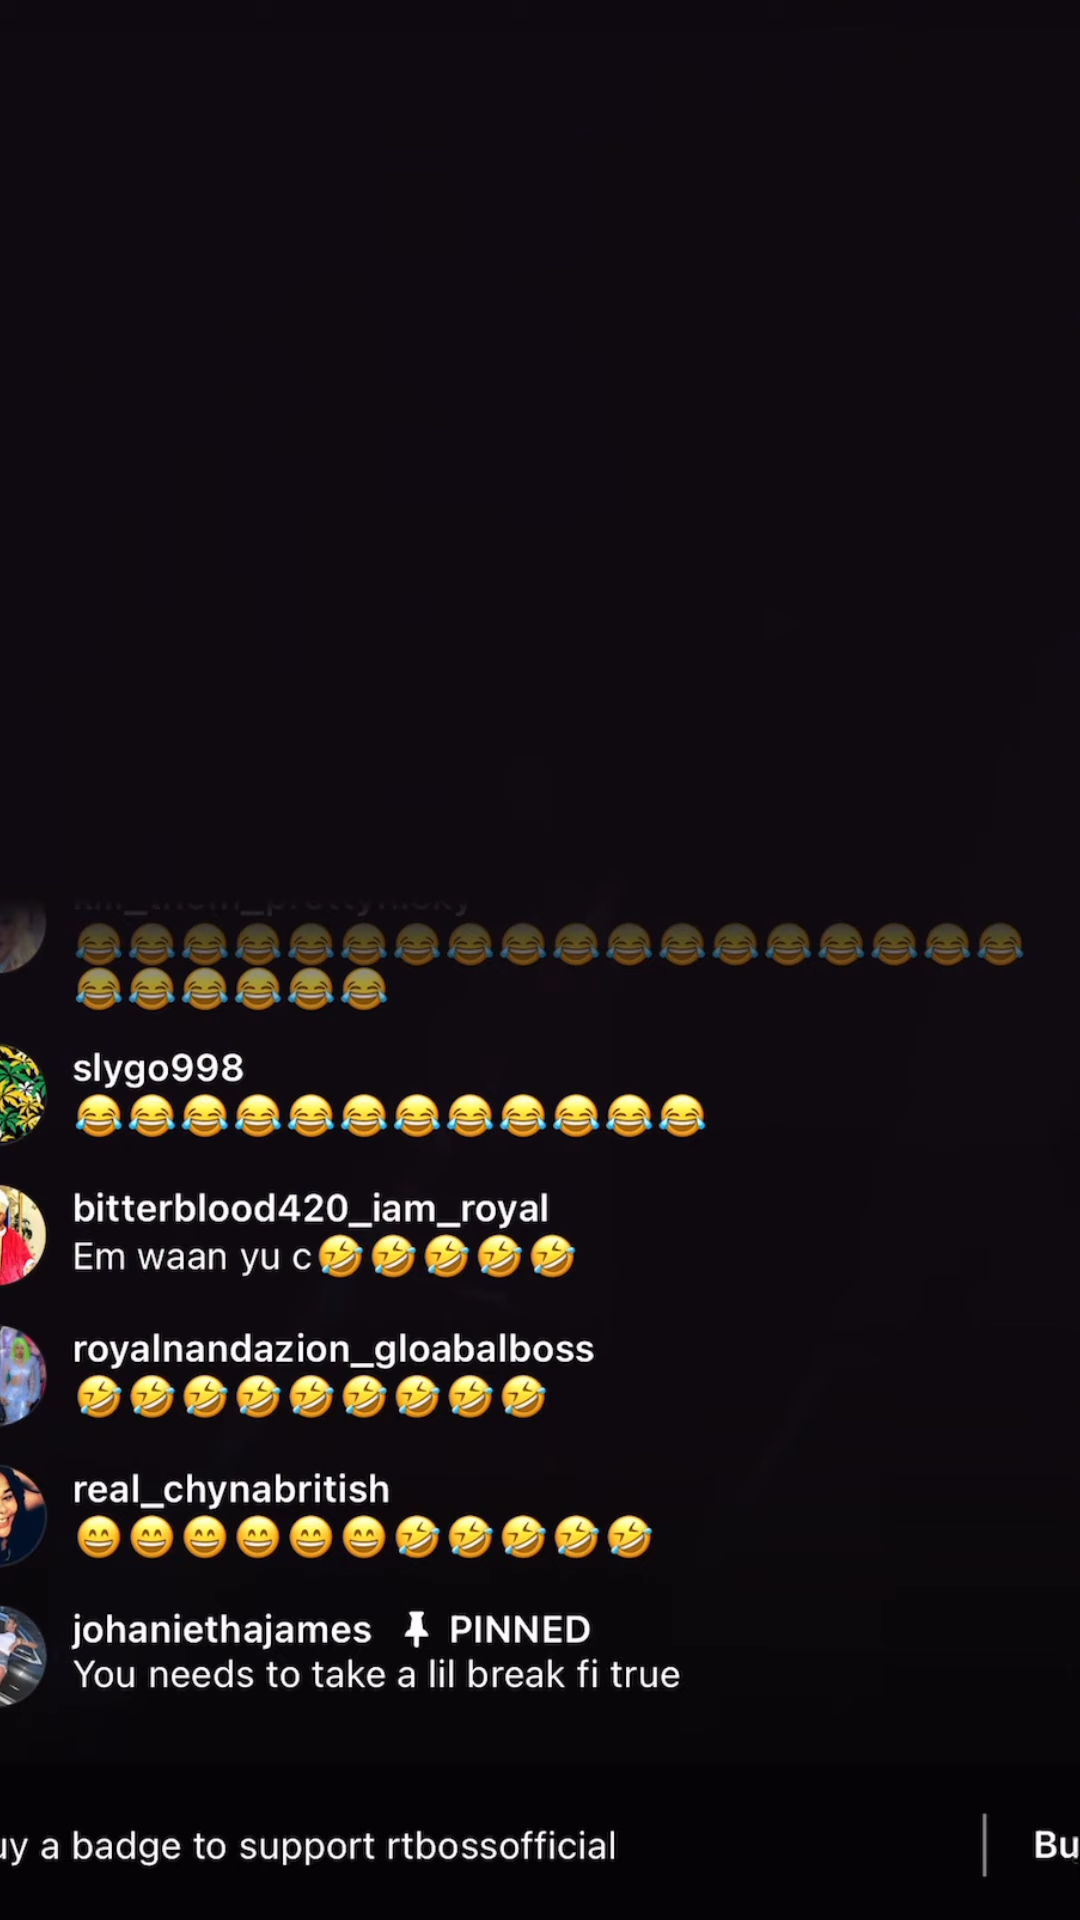 😂😂😂😂😂😂😂😂😂😂😂😂😂😂😂😂😂😂
😂😂😂😂😂😂
slygo998
😂😂😂😂😂😂😂😂😂😂😂😂
bitterblood420_iam_royal
Em waan yu c🤣🤣🤣🤣🤣
royalnandazion_gloabalboss
🤣🤣🤣🤣🤣🤣🤣🤣🤣
real_chynabritish
😄😄😄😄😄😄🤣🤣🤣🤣🤣
johaniethajames 📌 PINNED
You needs to take a lil break fi true
uy a badge to support rtbossofficial | Bu